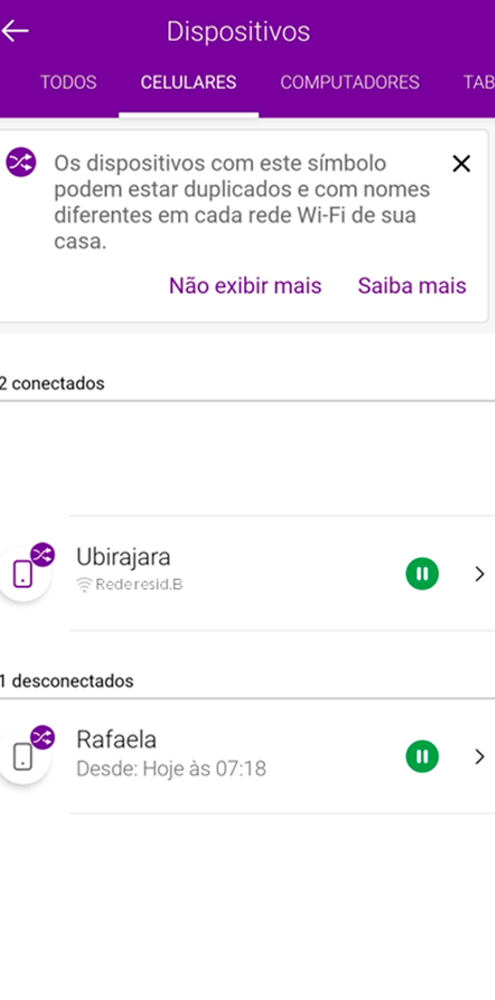 Dispositivos
TODOS CELULARES COMPUTADORES TAB
Os dispositivos com este símbolo
podem estar duplicados e com nomes
diferentes em cada rede Wi-Fi de sua
casa.
Não exibir mais Saiba mais
2 conectados
Ubirajara
Rede resid.B
1 desconectados
Rafaela
Desde: Hoje às 07:18